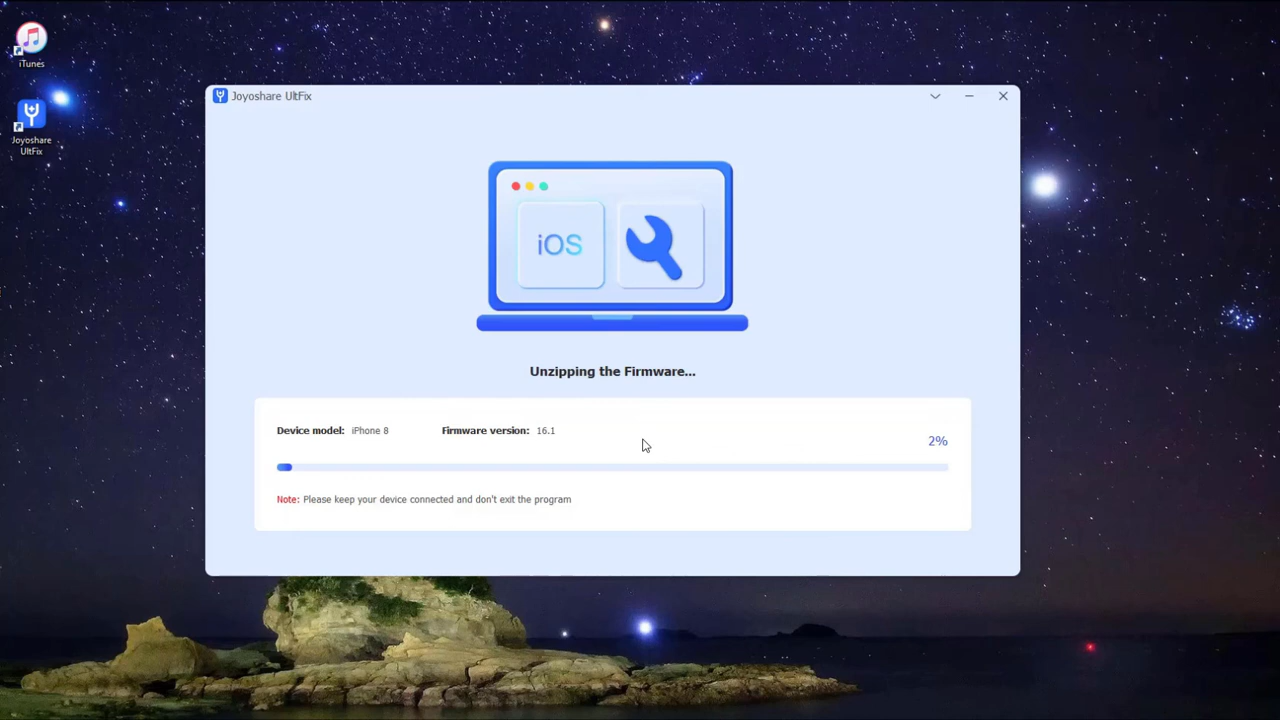 iTunes
Joyoshare
UltFix
Joyoshare UltFix
iOS
Unzipping the Firmware...
Device model: iPhone 8 Firmware version: 16.1
2%
Note: Please keep your device connected and don't exit the program